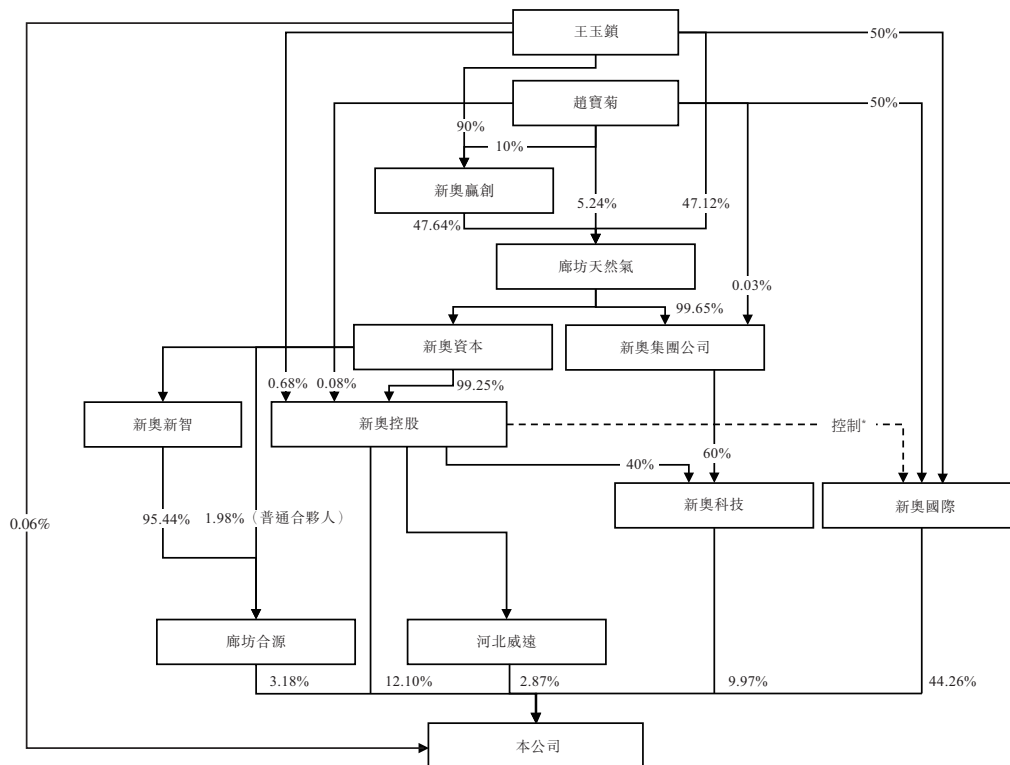 王玉鎖
50%
趙寶菊
50%
90%
10%
新奧贏創
5.24%
47.12%
47.64%
廊坊天然氣
0.03%
99.65%
新奧資本
新奧集團公司
0.68%
0.08%
99.25%
新奧新智
新奧控股
控制*
60%
40%
新奧科技
新奧國際
0.06%
95.44%
1.98%（普通合夥人）
廊坊合源
河北威遠
3.18%
12.10%
2.87%
9.97%
44.26%
本公司